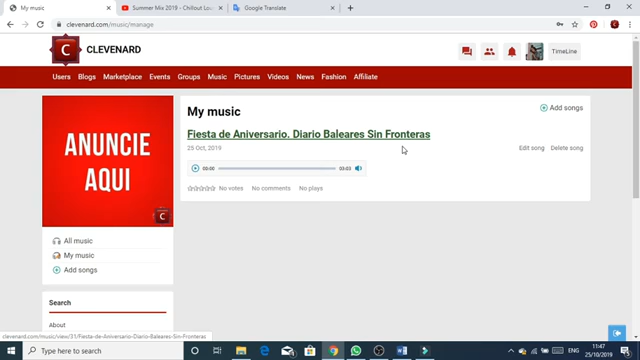 My music
Summer Mix 2019 - Chillout Lou
Google Translate
clevenard.com/music/manage
C
CLEVENARD
TimeLine
Users
Blogs
Marketplace
Events
Groups
Music
Pictures
Videos
News
Fashion
Affiliate
ANUNCIE
AQUI
C
My music
Add songs
Fiesta de Aniversario. Diario Baleares Sin Fronteras
25 Oct, 2019
Edit song
Delete song
00:00
03:03
No votes
No comments
No plays
All music
My music
Add songs
Search
About
clevenard.com/music/view/31/Fiesta-de-Aniversario-Diario-Baleares-Sin-Fronteras
Type here to search
ENG
11:47
25/10/2019